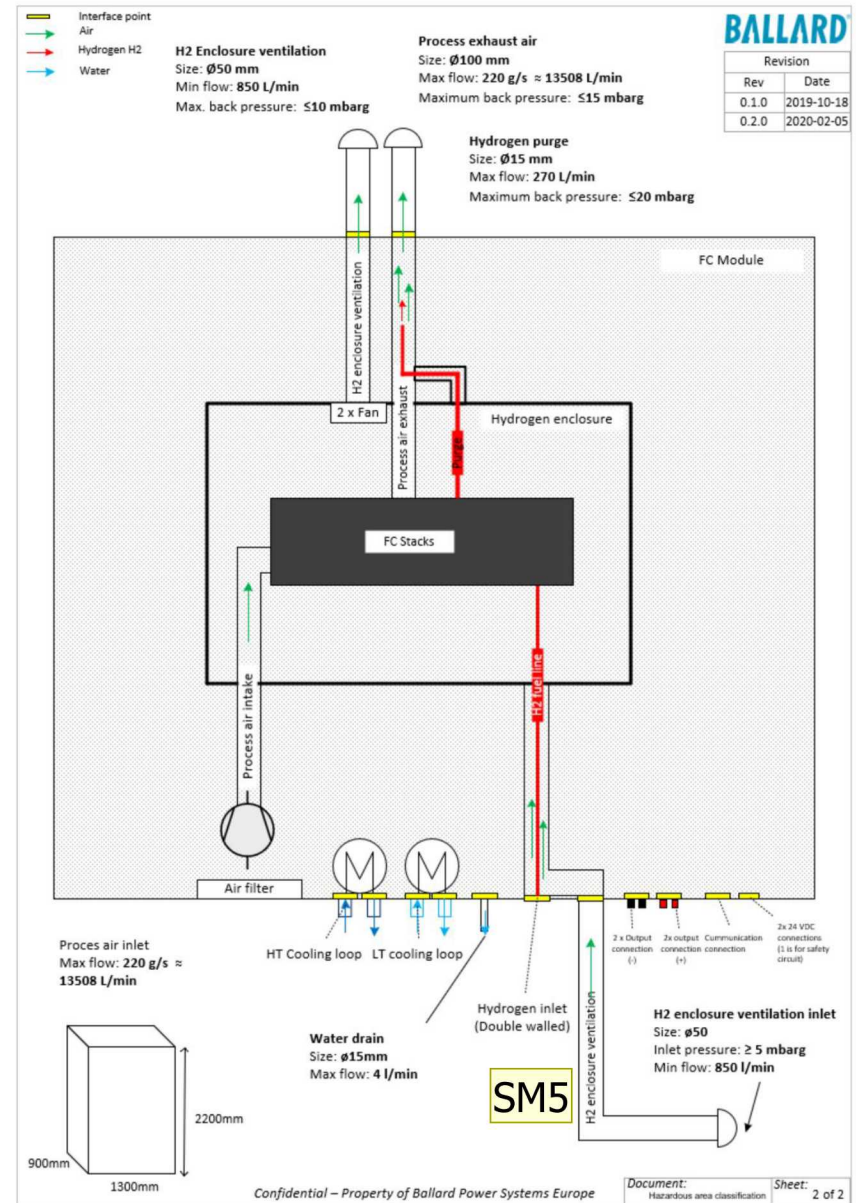 Interface point
Air
Hydrogen H2
Water
H2 Enclosure ventilation
Size: Ø50 mm
Min flow: 850 L/min
Max. back pressure: ≤10 mbarg
Process exhaust air
Size: Ø100 mm
Max flow: 220 g/s ≈ 13508 L/min
Maximum back pressure: ≤15 mbarg
BALLARD
Revision
Rev Date
0.1.0 2019-10-18
0.2.0 2020-02-05
Hydrogen purge
Size: Ø15 mm
Max flow: 270 L/min
Maximum back pressure: ≤20 mbarg
FC Module
H2 enclosure ventilation
2 x Fan
Process air exhaust
Purge
Hydrogen enclosure
FC Stacks
Process air intake
H2 fuel line
Air filter
HT Cooling loop
LT cooling loop
2 x Output
connection
(-)
2x output
connection
(+)
Cummunication
connection
2x 24 VDC
connections
(1 is for safety
circuit)
Proces air inlet
Max flow: 220 g/s ≈
13508 L/min
Hydrogen inlet
(Double walled)
Water drain
Size: ø15mm
Max flow: 4 l/min
SM5
H2 enclosure ventilation
H2 enclosure ventilation inlet
Size: ø50
Inlet pressure: ≥ 5 mbarg
Min flow: 850 l/min
2200mm
900mm
1300mm
Confidential – Property of Ballard Power Systems Europe
Document:
Hazardous area classification
Sheet:
2 of 2